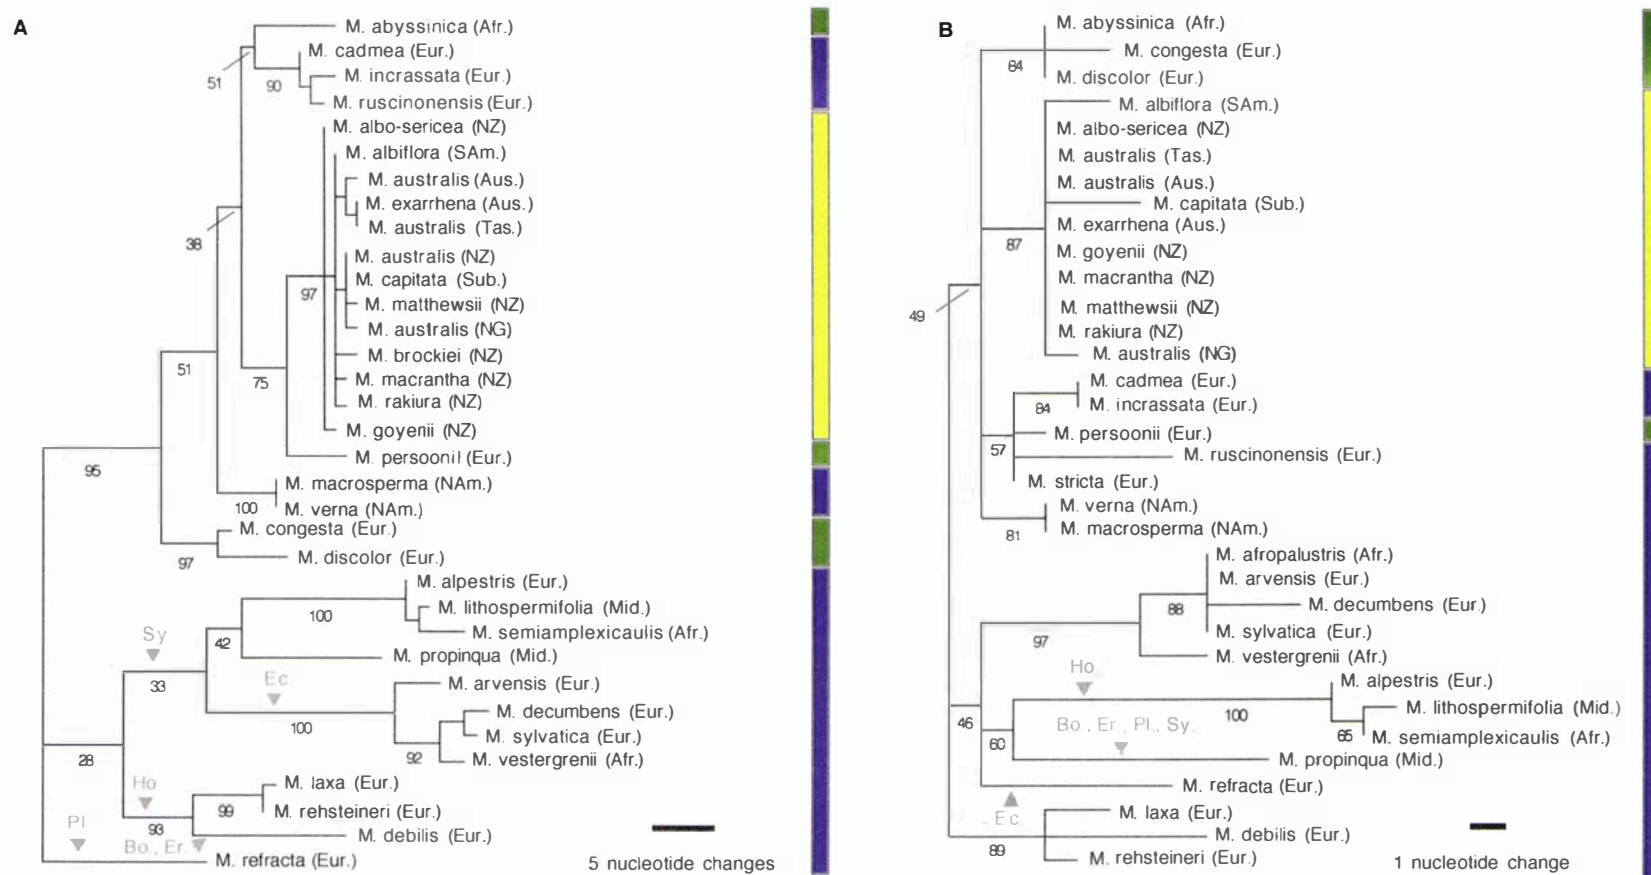 A
M. abyssinica (Afr.)
M. cadmea (Eur.)
51
M. incrassata (Eur.)
90
M. ruscinonensis (Eur.)
M. albo-sericea (NZ)
M. albiflora (SAm.)
M. australis (Aus.)
M. exarrhena (Aus.)
M. australis (Tas.)
38
M. australis (NZ)
M. capitata (Sub.)
97
M. matthewsii (NZ)
M. australis (NG)
M. brockiei (NZ)
51
75
M. macrantha (NZ)
M. rakiura (NZ)
M. goyenii (NZ)
M. persoonii (Eur.)
95
M. macrosperma (NAm.)
100
M. verna (NAm.)
M. congesta (Eur.)
97
M. discolor (Eur.)
M. alpestris (Eur.)
100
M. lithospermifolia (Mid.)
Sy
M. semiamplexicaulis (Afr.)
42
M. propinqua (Mid.)
33
Ec
M. arvensis (Eur.)
100
M. decumbens (Eur.)
M. sylvatica (Eur.)
28
92
M. vestergrenii (Afr.)
Ho
M. laxa (Eur.)
99
M. rehsteineri (Eur.)
Pl
93
M. debilis (Eur.)
Bo., Er.
M. refracta (Eur.)
5 nucleotide changes
B
M. abyssinica (Afr.)
M. congesta (Eur.)
84
M. discolor (Eur.)
M. albiflora (SAm.)
M. albo-sericea (NZ)
M. australis (Tas.)
M. australis (Aus.)
M. capitata (Sub.)
M. exarrhena (Aus.)
87
M. goyenii (NZ)
M. macrantha (NZ)
49
M. matthewsii (NZ)
M. rakiura (NZ)
M. australis (NG)
M. cadmea (Eur.)
84
M. incrassata (Eur.)
M. persoonii (Eur.)
57
M. ruscinonensis (Eur.)
M. stricta (Eur.)
M. verna (NAm.)
81
M. macrosperma (NAm.)
M. afropalustris (Afr.)
M. arvensis (Eur.)
88
M. decumbens (Eur.)
97
M. sylvatica (Eur.)
M. vestergrenii (Afr.)
Ho
M. alpestris (Eur.)
100
M. lithospermifolia (Mid.)
46
Bo., Er., Pl., Sy.
65
M. semiamplexicaulis (Afr.)
60
M. propinqua (Mid.)
M. refracta (Eur.)
Ec
M. laxa (Eur.)
M. debilis (Eur.)
89
M. rehsteineri (Eur.)
1 nucleotide change